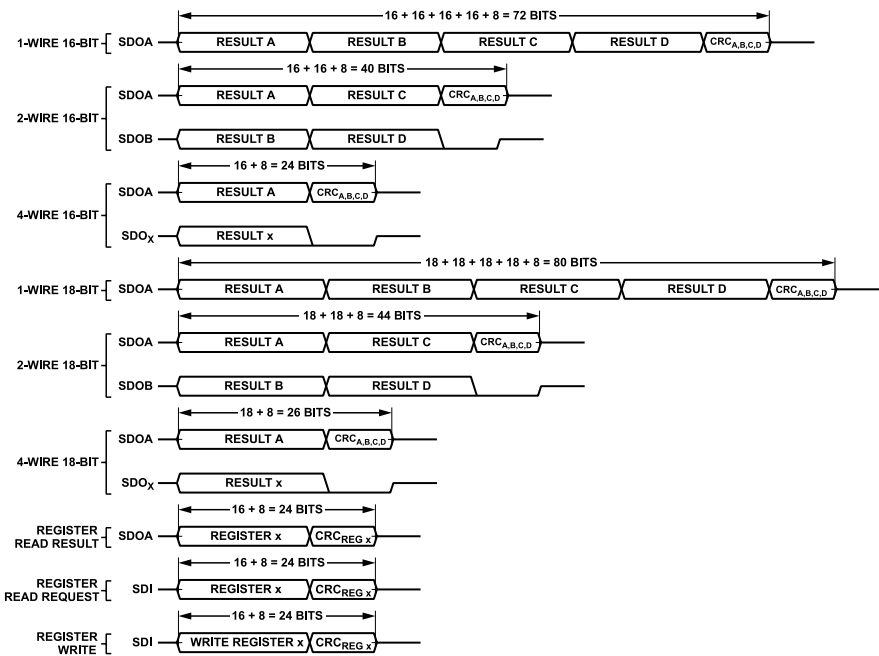 16 + 16 + 16 + 16 + 8 = 72 BITS
1-WIRE 16-BIT SDOA RESULT A RESULT B RESULT C RESULT D CRCA,B,C,D
16 + 16 + 8 = 40 BITS
SDOA RESULT A RESULT C CRCA,B,C,D
2-WIRE 16-BIT
SDOB RESULT B RESULT D
16 + 8 = 24 BITS
SDOA RESULT A CRCA,B,C,D
4-WIRE 16-BIT
SDOX RESULT x
18 + 18 + 18 + 18 + 8 = 80 BITS
1-WIRE 18-BIT SDOA RESULT A RESULT B RESULT C RESULT D CRCA,B,C,D
18 + 18 + 8 = 44 BITS
SDOA RESULT A RESULT C CRCA,B,C,D
2-WIRE 18-BIT
SDOB RESULT B RESULT D
18 + 8 = 26 BITS
SDOA RESULT A CRCA,B,C,D
4-WIRE 18-BIT
SDOX RESULT x
16 + 8 = 24 BITS
REGISTER
READ RESULT SDOA REGISTER x CRCREG x
16 + 8 = 24 BITS
REGISTER
READ REQUEST SDI REGISTER x CRCREG x
16 + 8 = 24 BITS
REGISTER
WRITE SDI WRITE REGISTER x CRCREG x